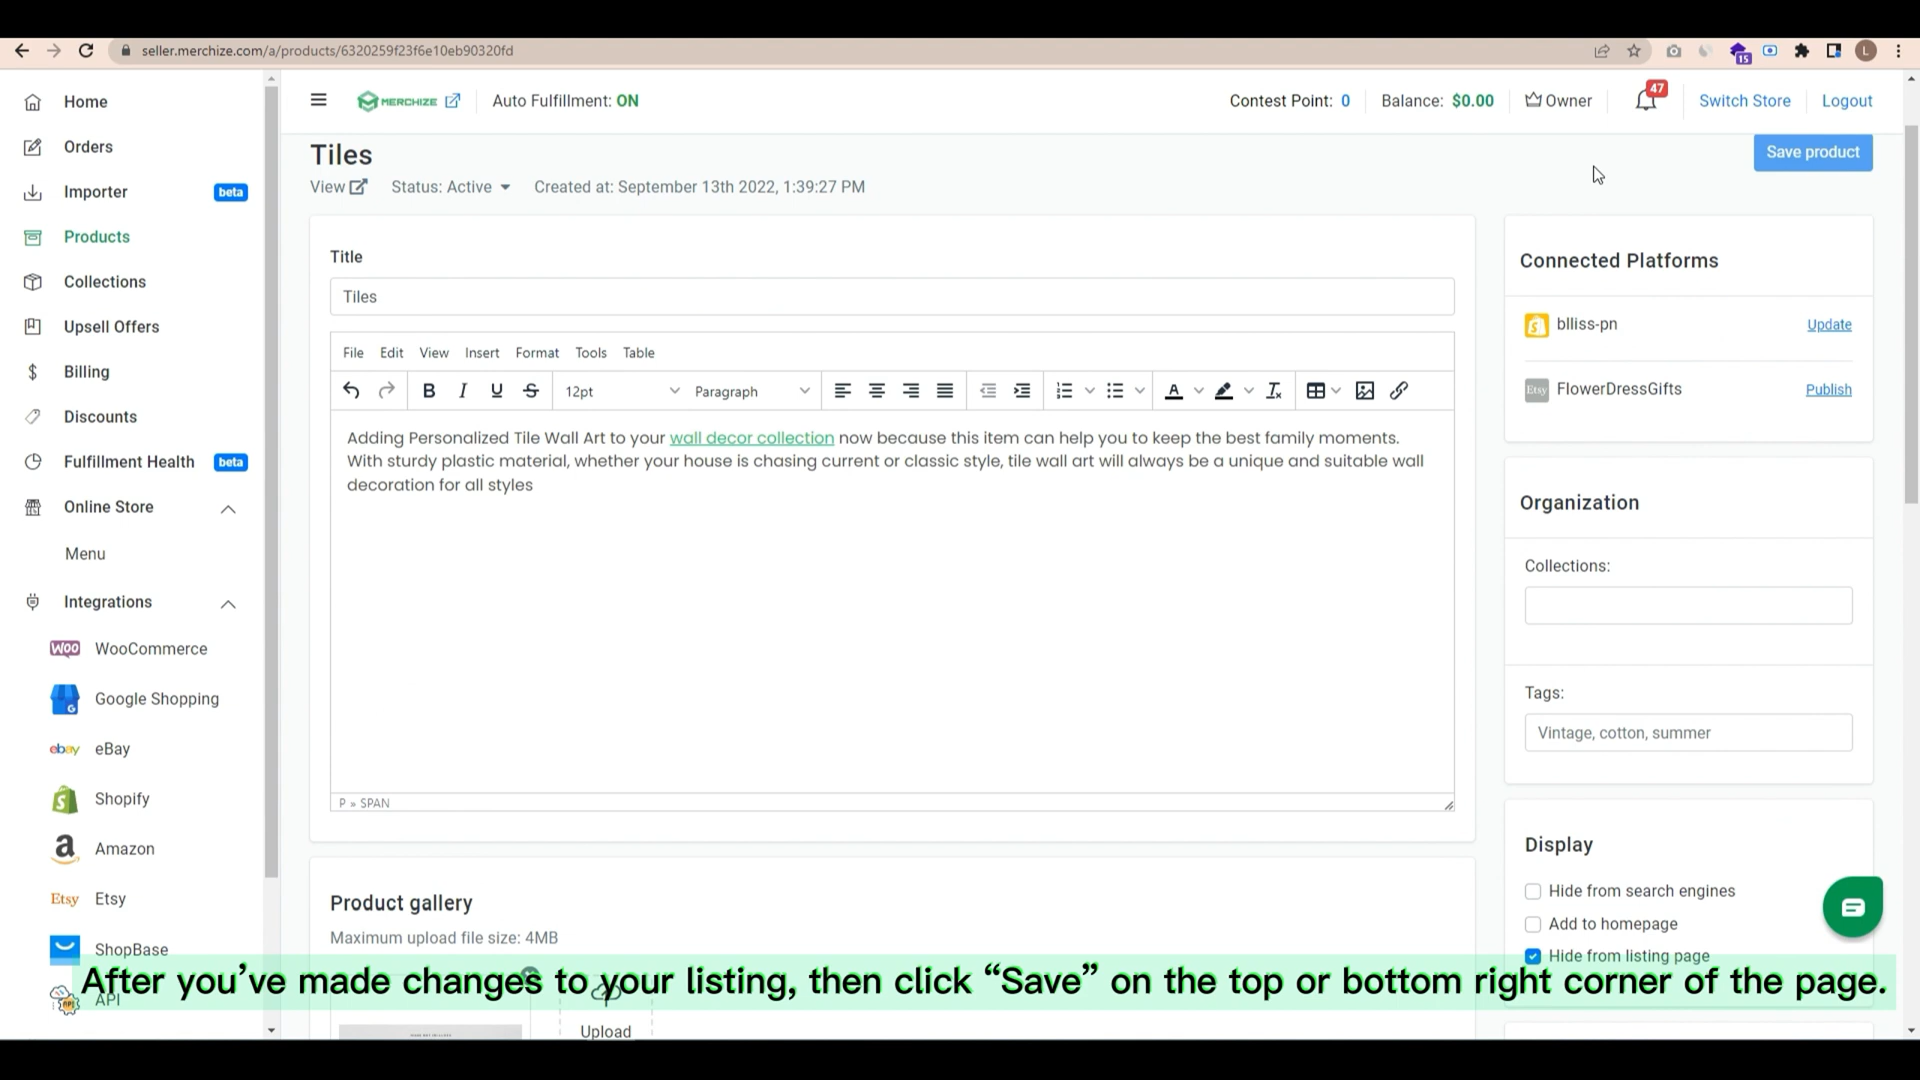 seller.merchize.com/a/products/6320259f23f6e10eb90320fd
15
L
Home
Orders
Importer beta
Products
Collections
Upsell Offers
Billing
Discounts
Fulfillment Health beta
Online Store
Menu
Integrations
WOO WooCommerce
Google Shopping
ebay eBay
Shopify
Amazon
Etsy Etsy
ShopBase
API API
MERCHIZE Auto Fulfillment: ON
Contest Point: 0 Balance: $0.00 Owner 47 Switch Store Logout
Tiles
Save product
View Status: Active Created at: September 13th 2022, 1:39:27 PM
Title
Tiles
File Edit View Insert Format Tools Table
B I U S 12pt Paragraph A
Adding Personalized Tile Wall Art to your wall decor collection now because this item can help you to keep the best family moments.
With sturdy plastic material, whether your house is chasing current or classic style, tile wall art will always be a unique and suitable wall
decoration for all styles
P » SPAN
Product gallery
Maximum upload file size: 4MB
Upload
Connected Platforms
blliss-pn Update
Etsy FlowerDressGifts Publish
Organization
Collections:
Tags:
Vintage, cotton, summer
Display
Hide from search engines
Add to homepage
Hide from listing page
After you’ve made changes to your listing, then click “Save” on the top or bottom right corner of the page.